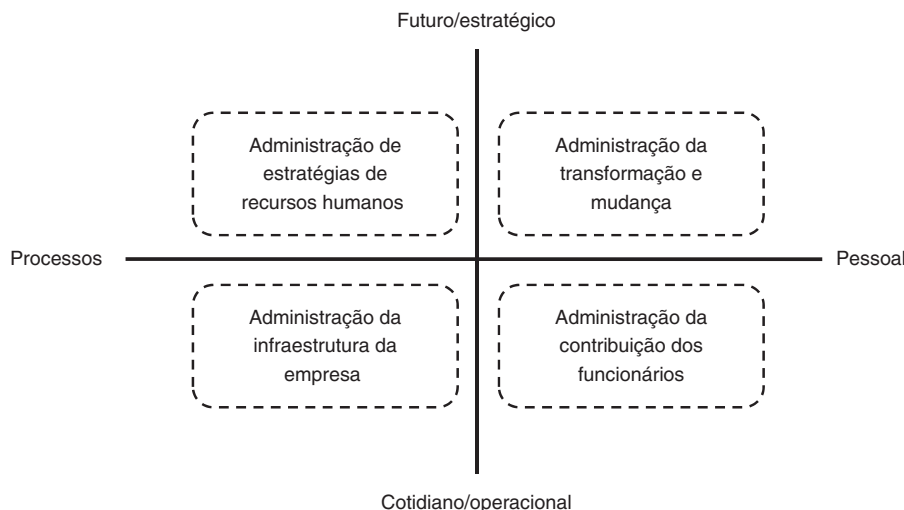 Futuro/estratégico
Administração de
estratégias de
recursos humanos
Administração da
transformação e
mudança
Processos
Pessoal
Administração da
infraestrutura da
empresa
Administração da
contribuição dos
funcionários
Cotidiano/operacional